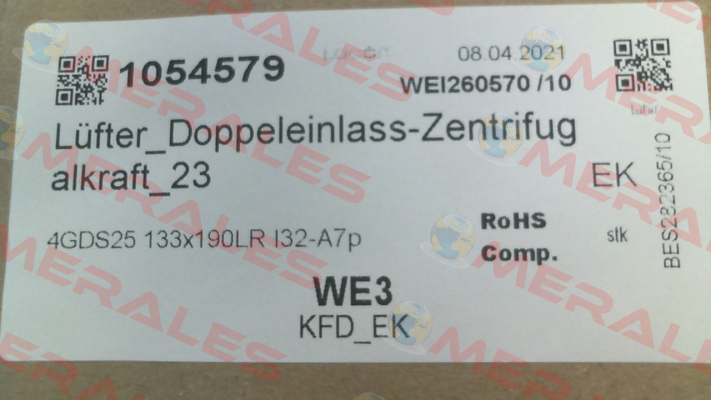 1054579
08.04.2021
WEI260570 /10
Lüfter_Doppeleinlass-Zentrifug
alkraft_23
EK
4GDS25 133x190LR I32-A7p
RoHS
Comp.
stk
BES282365/10
WE3
KFD_EK
MERALES